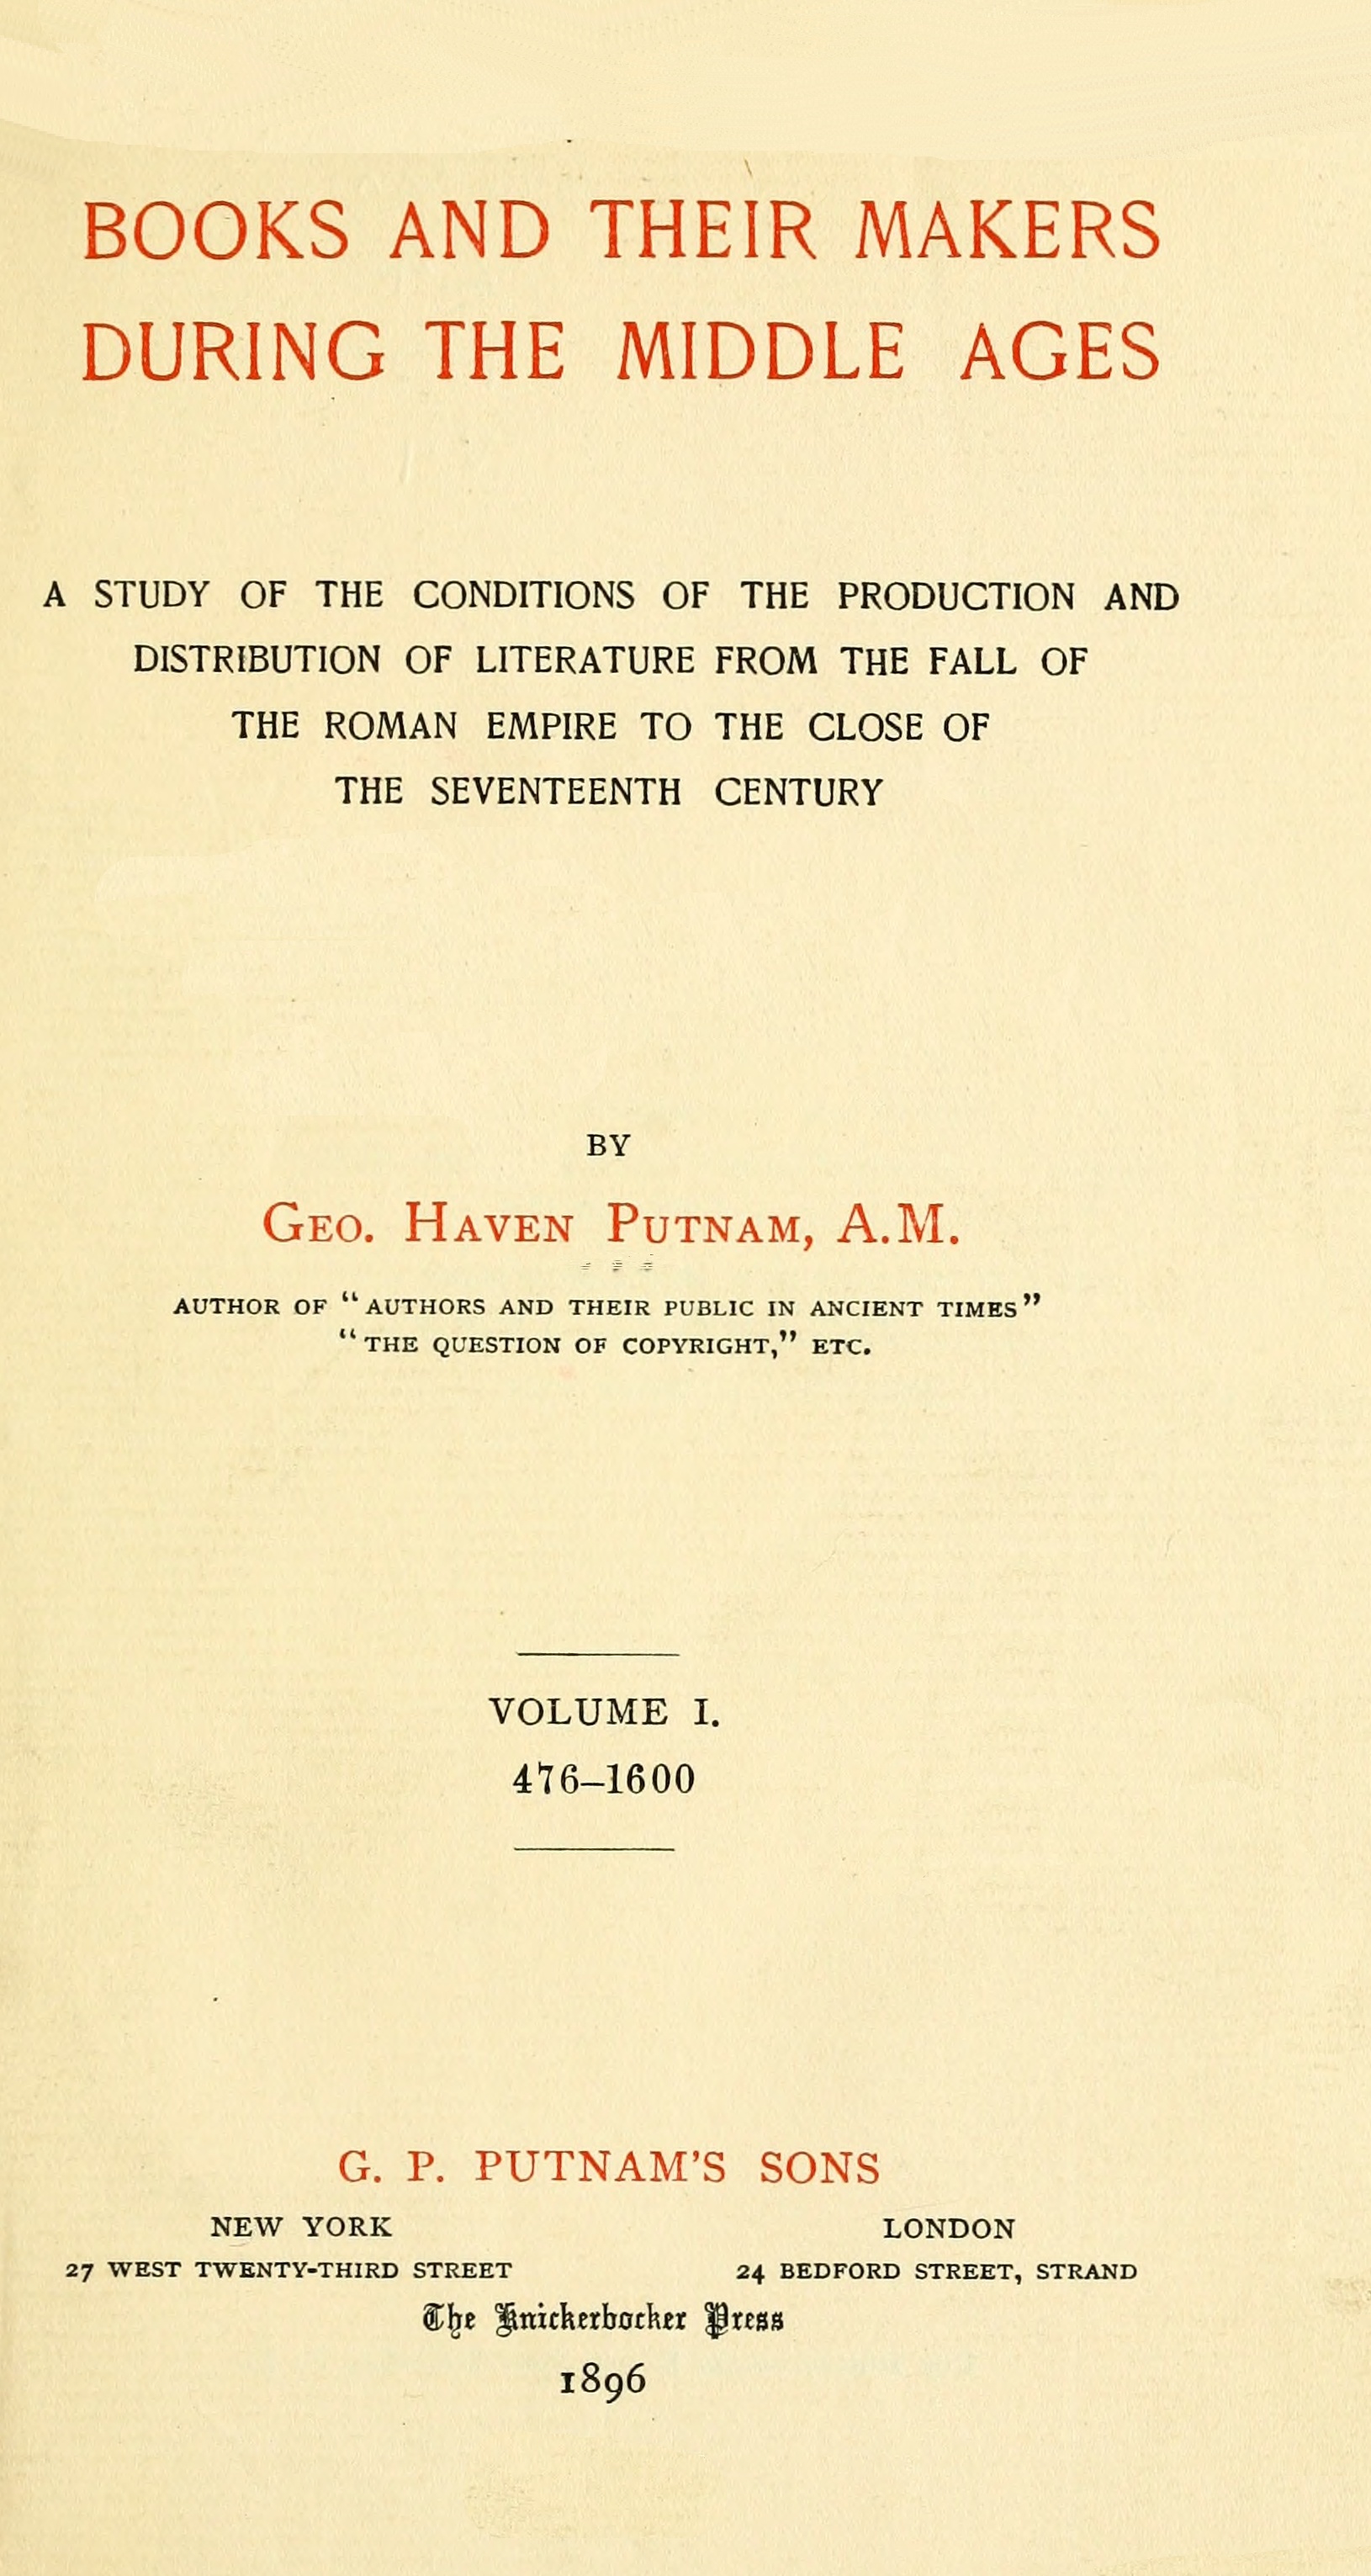 BOOKS AND THEIR MAKERS
DURING THE MIDDLE AGES
A STUDY OF THE CONDITIONS OF THE PRODUCTION AND
DISTRIBUTION OF LITERATURE FROM THE FALL OF
THE ROMAN EMPIRE TO THE CLOSE OF
THE SEVENTEENTH CENTURY
BY
GEO. HAVEN PUTNAM, A.M.
AUTHOR OF “AUTHORS AND THEIR PUBLIC IN ANCIENT TIMES”
“THE QUESTION OF COPYRIGHT,” ETC.
VOLUME I.
476–1600
G. P. PUTNAM’S SONS
NEW YORK LONDON
27 WEST TWENTY-THIRD STREET 24 BEDFORD STREET, STRAND
The Knickerbocker Press
1896